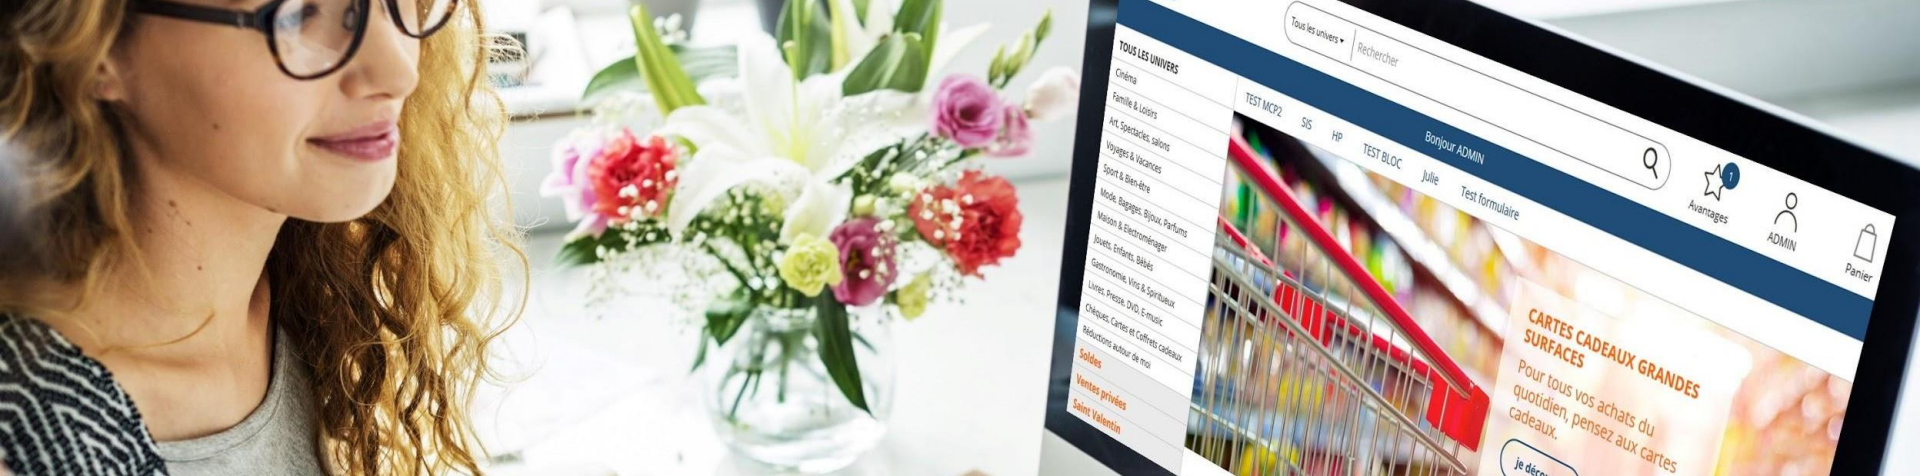 Tous les univers
Rechercher
1
Avantages
ADMIN
Panier
Bonjour ADMIN
TEST MCP2
SIS
HP
TEST BLOC
Julie
Test formulaire
TOUS LES UNIVERS
Cinéma
Famille & Loisirs
Art, Spectacles, salons
Voyages & Vacances
Sport & Bien-être
Mode, Bagages, Bijoux, Parfums
Maison & Electroménager
Jouets, Enfants, Bébés
Gastronomie, Vins & Spiritueux
Livres, Presse, DVD, E-music
Chèques, Cartes et Coffrets cadeaux
Réductions autour de moi
Soldes
Ventes privées
Saint Valentin
CARTES CADEAUX GRANDES
SURFACES
Pour tous vos achats du
quotidien, pensez aux cartes
cadeaux.
je déco